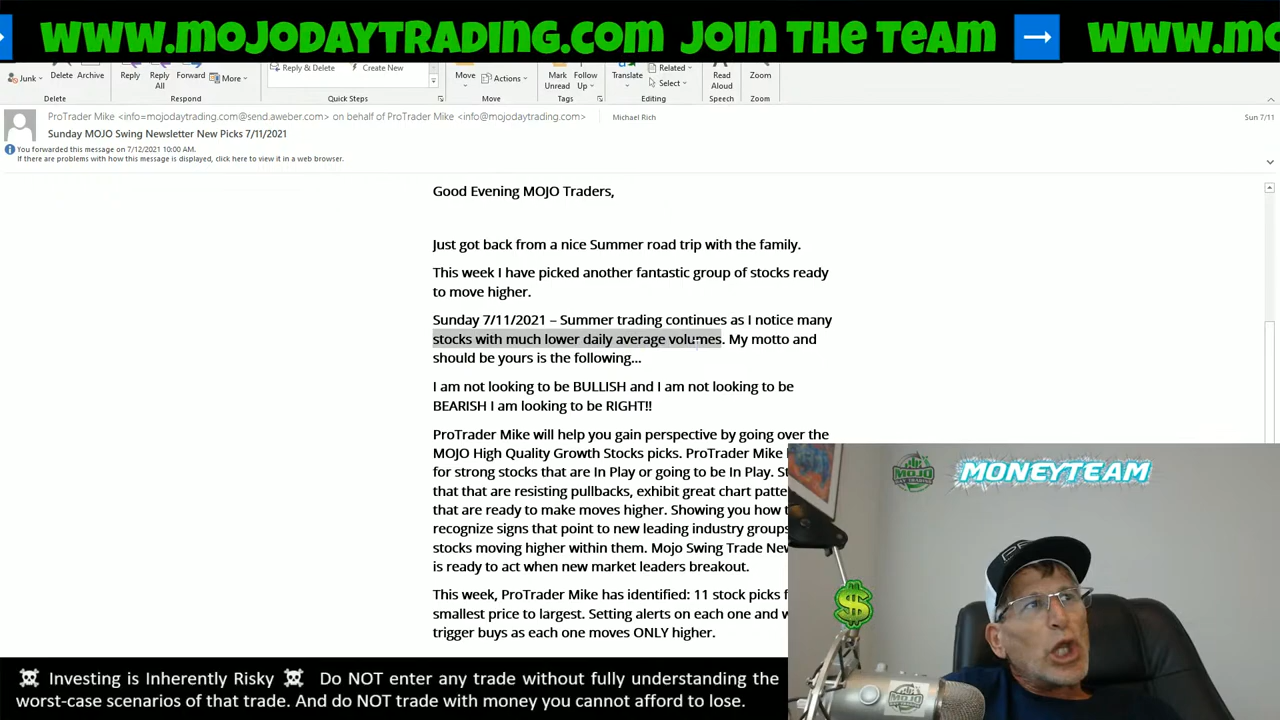 www.mojodaytrading.com Join the Team www.mo
Junk Delete Archive Reply Reply All Forward More Reply & Delete Create New Move Actions Mark Unread Follow Up Translate Related Select Read Aloud Zoom
Delete Respond Quick Steps Move Tags Editing Speech Zoom
ProTrader Mike <info=mojodaytrading.com@send.aweber.com> on behalf of ProTrader Mike <info@mojodaytrading.com> Michael Rich Sun 7/11
Sunday MOJO Swing Newsletter New Picks 7/11/2021
You forwarded this message on 7/12/2021 10:00 AM.
If there are problems with how this message is displayed, click here to view it in a web browser.
Good Evening MOJO Traders,
Just got back from a nice Summer road trip with the family.
This week I have picked another fantastic group of stocks ready
to move higher.
Sunday 7/11/2021 – Summer trading continues as I notice many
stocks with much lower daily average volumes. My motto and
should be yours is the following...
I am not looking to be BULLISH and I am not looking to be
BEARISH I am looking to be RIGHT!!
ProTrader Mike will help you gain perspective by going over the
MOJO High Quality Growth Stocks picks. ProTrader Mike
for strong stocks that are In Play or going to be In Play.
that that are resisting pullbacks, exhibit great chart
that are ready to make moves higher. Showing you how
recognize signs that point to new leading industry groups
stocks moving higher within them. Mojo Swing Trade
is ready to act when new market leaders breakout.
This week, ProTrader Mike has identified: 11 stock picks
smallest price to largest. Setting alerts on each one and
trigger buys as each one moves ONLY higher.
MOJO
DAY TRADING
MONEYTEAM
$
MOJO
☠ Investing is Inherently Risky ☠ Do NOT enter any trade without fully understanding the
worst-case scenarios of that trade. And do NOT trade with money you cannot afford to lose.